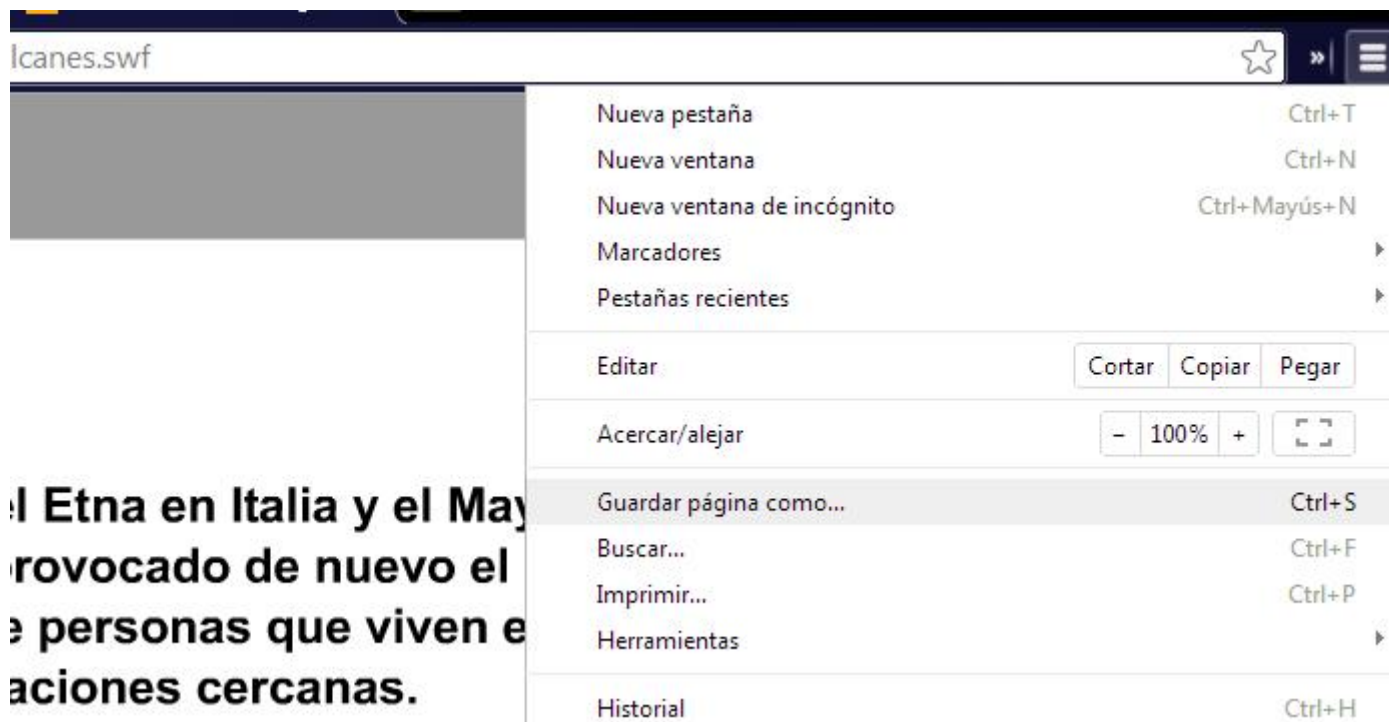 lcanes.swf
»
Nueva pestaña Ctrl+T
Nueva ventana Ctrl+N
Nueva ventana de incógnito Ctrl+Mayús+N
Marcadores
Pestañas recientes
Editar Cortar Copiar Pegar
Acercar/alejar - 100% +
Guardar página como... Ctrl+S
Buscar... Ctrl+F
Imprimir... Ctrl+P
Herramientas
Historial Ctrl+H
el Etna en Italia y el May
rovocado de nuevo el
e personas que viven e
aciones cercanas.